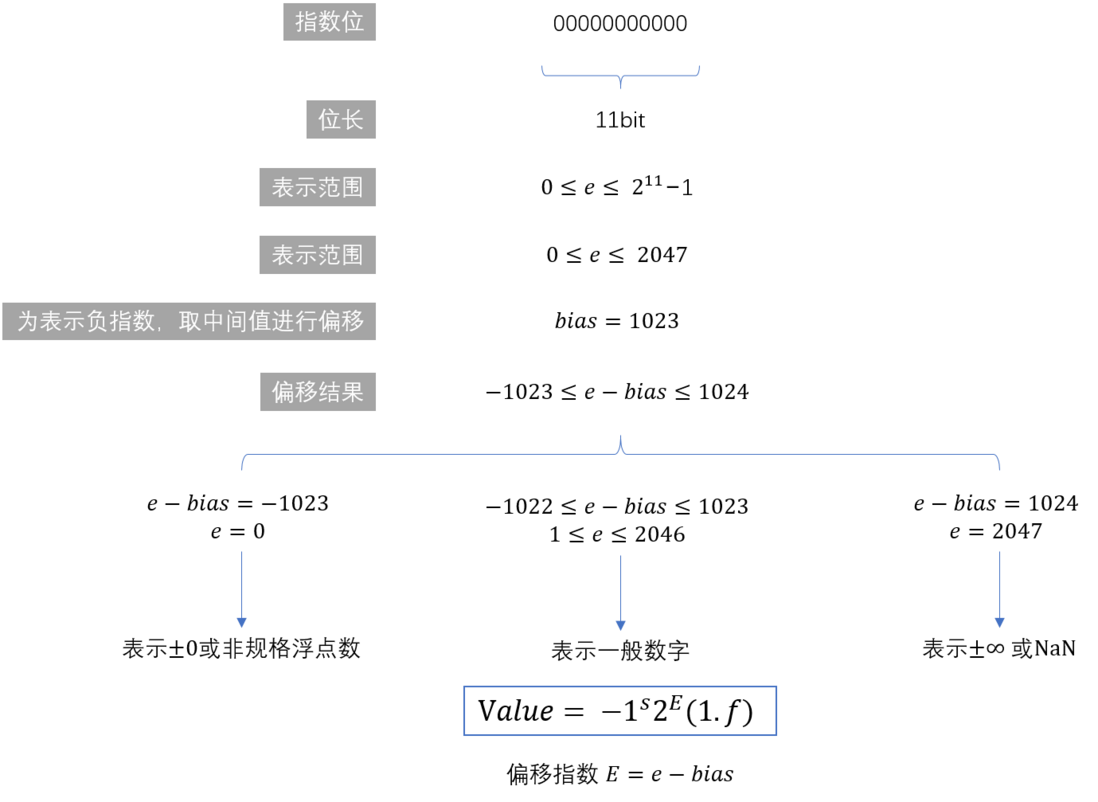 指数位 00000000000
位长 11bit
表示范围 0 ≤ e ≤ 2¹¹−1
表示范围 0 ≤ e ≤ 2047
为表示负指数，取中间值进行偏移 bias = 1023
偏移结果 −1023 ≤ e − bias ≤ 1024
e − bias = −1023
e = 0
−1022 ≤ e − bias ≤ 1023
1 ≤ e ≤ 2046
e − bias = 1024
e = 2047
表示±0或非规格浮点数
表示一般数字
表示±∞ 或NaN
Value = −1ˢ2ᴱ(1.f)
偏移指数 E = e − bias